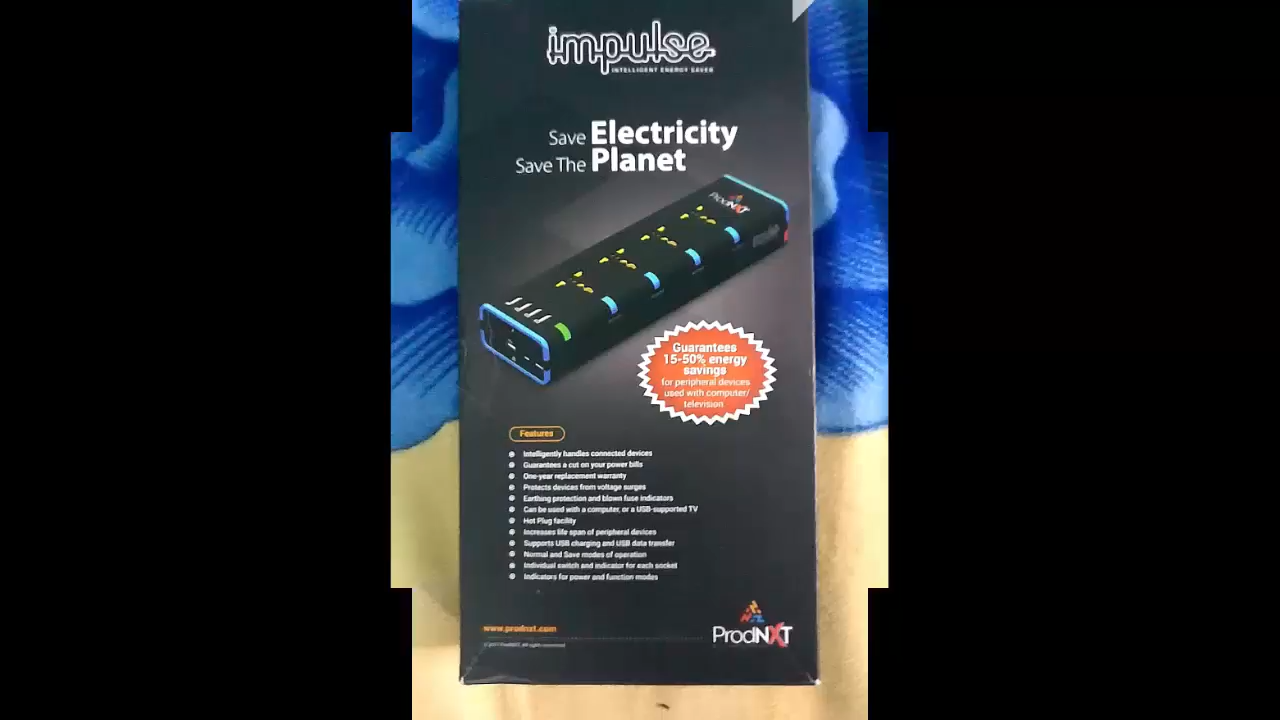 impulse
INTELLIGENT ENERGY SAVER
Save Electricity
Save The Planet
ProdNXT
Guarantees
15-50% energy
savings
for peripheral devices
used with computer/
television
Features
Intelligently handles connected devices
Guarantees a cut on your power bills
One-year replacement warranty
Protects devices from voltage surges
Earthing protection and blown fuse indicators
Can be used with a computer, or a USB-supported TV
Hot Plug facility
Increases life span of peripheral devices
Supports USB charging and USB data transfer
Normal and Save modes of operation
Individual switch and indicator for each socket
Indicators for power and function modes
www.prodnxt.com
ProdNXT. All rights reserved
ProdNXT